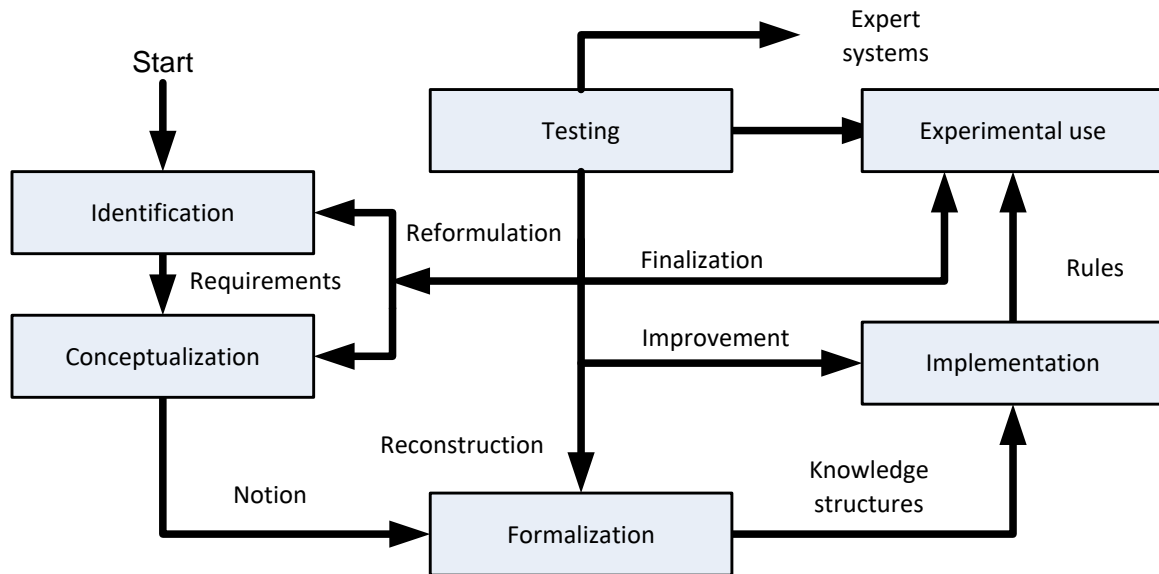 Expert
systems
Start
Testing
Experimental use
Identification
Reformulation
Finalization
Requirements
Rules
Conceptualization
Improvement
Implementation
Reconstruction
Knowledge
structures
Notion
Formalization